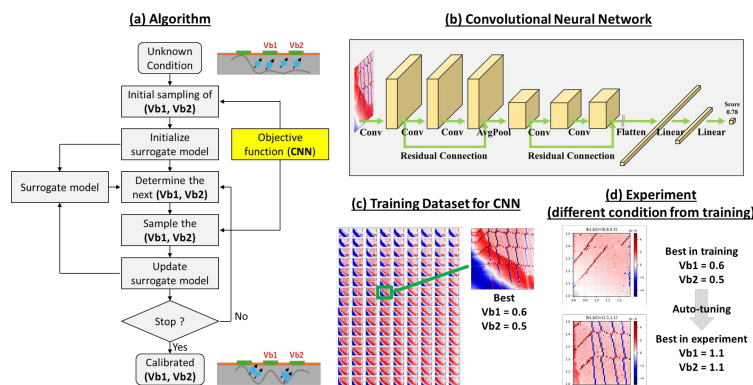 (a) Algorithm
Vb1 Vb2
Unknown
Condition
Initial sampling of
(Vb1, Vb2)
Initialize
surrogate model
Objective
function (CNN)
Surrogate model
Determine the
next (Vb1, Vb2)
Sample the
(Vb1, Vb2)
Update
surrogate model
Stop ?
No
Yes
Calibrated
(Vb1, Vb2)
Vb1 Vb2
(b) Convolutional Neural Network
Score
0.78
Conv Conv Conv AvgPool Conv Conv Flatten Linear Linear
Residual Connection Residual Connection
(c) Training Dataset for CNN
Best
Vb1 = 0.6
Vb2 = 0.5
(d) Experiment
(different condition from training)
Best in training
Vb1 = 0.6
Vb2 = 0.5
Auto-tuning
Best in experiment
Vb1 = 1.1
Vb2 = 1.1